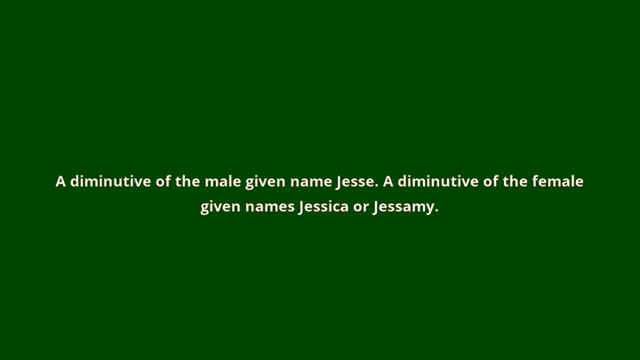 A diminutive of the male given name Jesse. A diminutive of the female
given names Jessica or Jessamy.